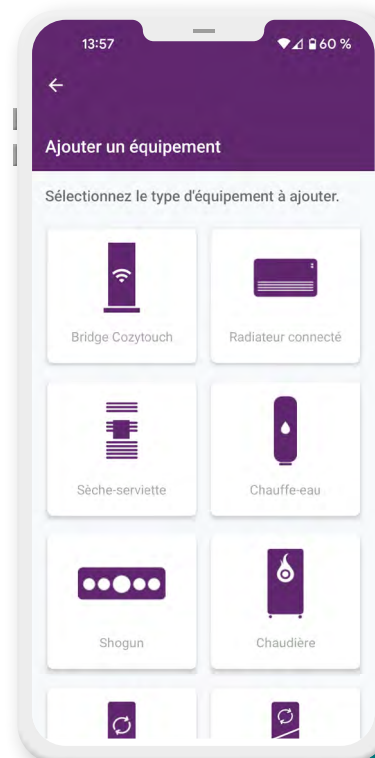 13:57 60 %
Ajouter un équipement
Sélectionnez le type d'équipement à ajouter.
Bridge Cozytouch Radiateur connecté
Sèche-serviette Chauffe-eau
Shogun Chaudière